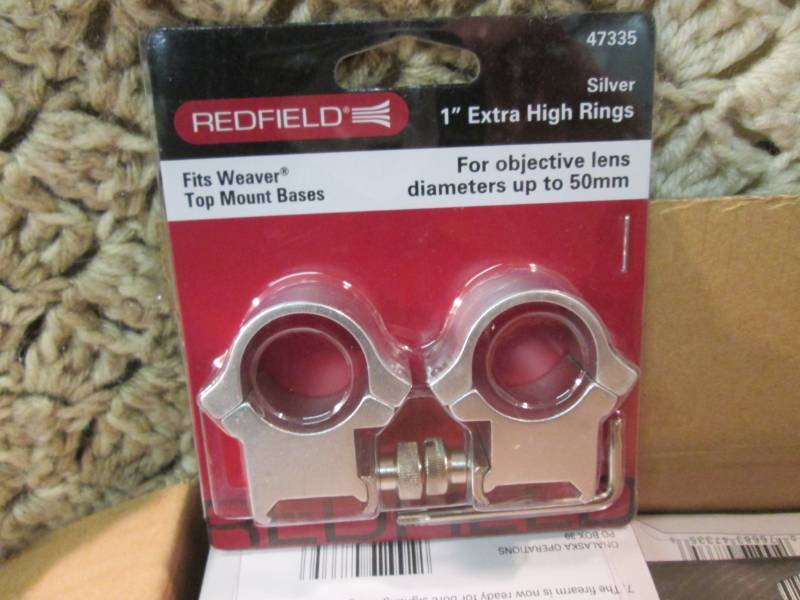 47335
Silver
1" Extra High Rings
REDFIELD®
Fits Weaver®
Top Mount Bases
For objective lens
diameters up to 50mm
REDFIELD
ONALASKA OPERATIONS
PO BOX 39
7. The firearm is now ready for bore